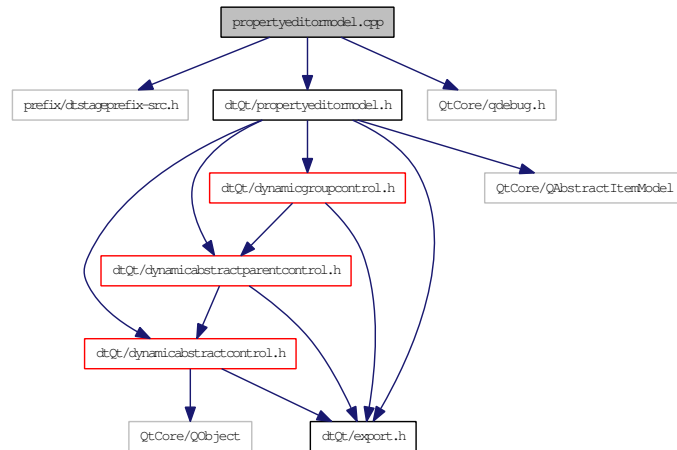 propertyeditormodel.cpp
prefix/dtstageprefix-src.h
dtQt/propertyeditormodel.h
QtCore/qdebug.h
dtQt/dynamicgroupcontrol.h
QtCore/QAbstractItemModel
dtQt/dynamicabstractparentcontrol.h
dtQt/dynamicabstractcontrol.h
QtCore/QObject
dtQt/export.h